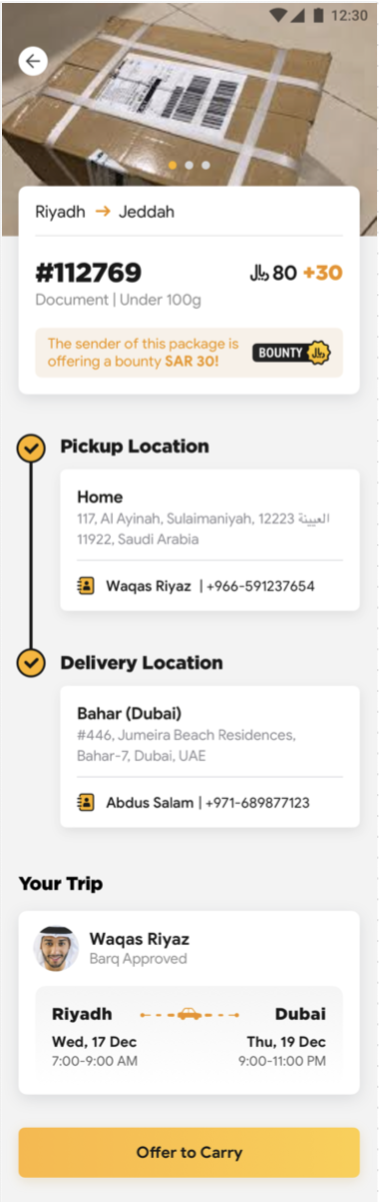 12:30
Riyadh → Jeddah
#112769 ﷼ 80 +30
Document | Under 100g
The sender of this package is
offering a bounty SAR 30!
BOUNTY ﷼
Pickup Location
Home
117, Al Ayinah, Sulaimaniyah, 12223 العيينة
11922, Saudi Arabia
Waqas Riyaz | +966-591237654
Delivery Location
Bahar (Dubai)
#446, Jumeira Beach Residences,
Bahar-7, Dubai, UAE
Abdus Salam | +971-689877123
Your Trip
Waqas Riyaz
Barq Approved
Riyadh Dubai
Wed, 17 Dec Thu, 19 Dec
7:00-9:00 AM 9:00-11:00 PM
Offer to Carry